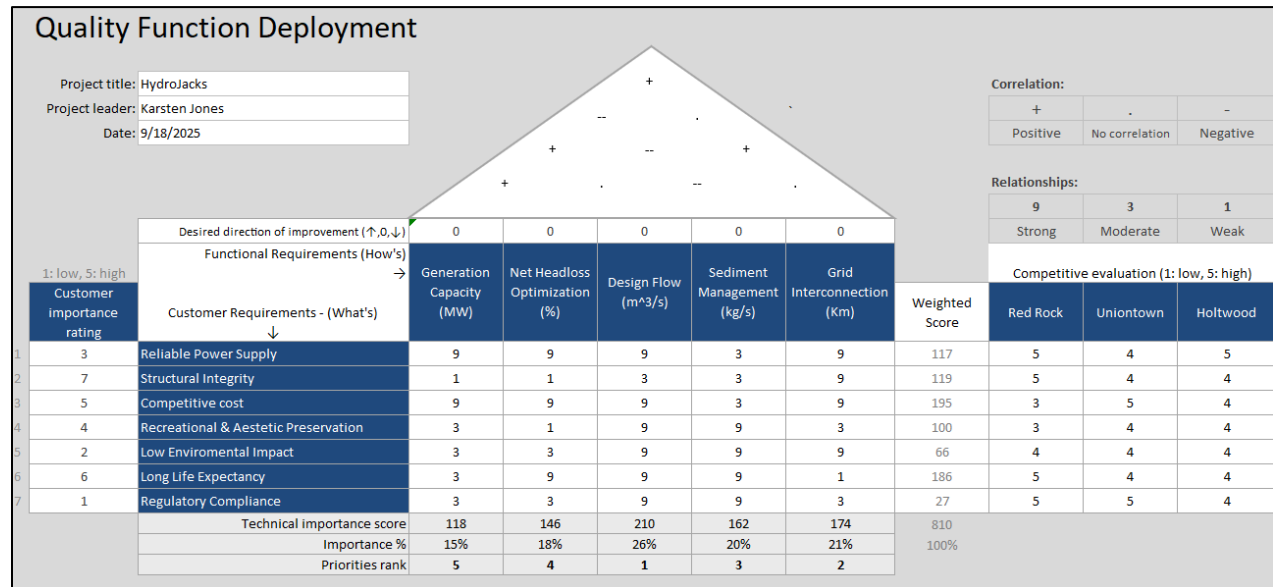 Quality Function Deployment
Project title: HydroJacks
Project leader: Karsten Jones
Date: 9/18/2025
+
-- . `
+ -- +
+ . -- .
Correlation:
+ . -
Positive No correlation Negative
Relationships:
9 3 1
Strong Moderate Weak
Desired direction of improvement (↑,0,↓) 0 0 0 0 0
1: low, 5: high
Customer importance rating
Functional Requirements (How's) →
Customer Requirements - (What's) ↓
Generation Capacity (MW)
Net Headloss Optimization (%)
Design Flow (m^3/s)
Sediment Management (kg/s)
Grid Interconnection (Km)
Weighted Score
Competitive evaluation (1: low, 5: high)
Red Rock Uniontown Holtwood
1 3 Reliable Power Supply 9 9 9 3 9 117 5 4 5
2 7 Structural Integrity 1 1 3 3 9 119 5 4 4
3 5 Competitive cost 9 9 9 3 9 195 3 5 4
4 4 Recreational & Aestetic Preservation 3 1 9 9 3 100 3 4 4
5 2 Low Enviromental Impact 3 3 9 9 9 66 4 4 4
6 6 Long Life Expectancy 3 9 9 9 1 186 5 4 4
7 1 Regulatory Compliance 3 3 9 9 3 27 5 5 4
Technical importance score 118 146 210 162 174 810
Importance % 15% 18% 26% 20% 21% 100%
Priorities rank 5 4 1 3 2